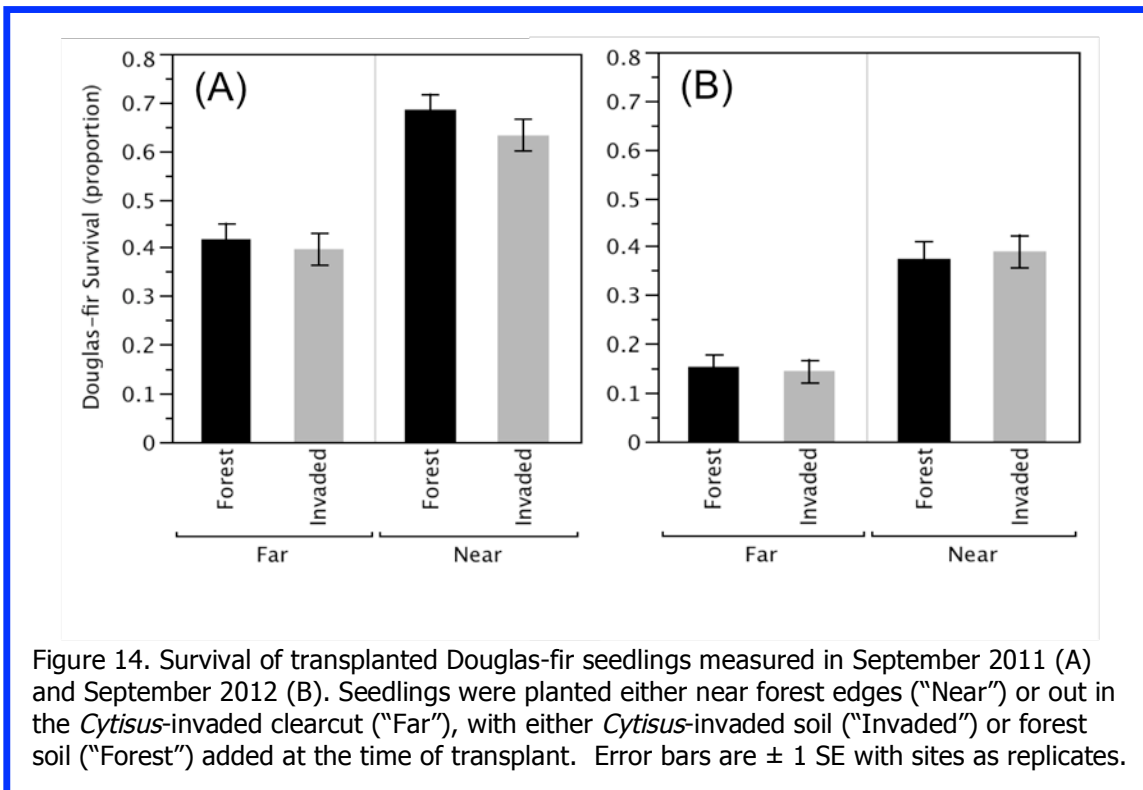 (A)
Douglas-fir Survival (proportion)
0.8
0.7
0.6
0.5
0.4
0.3
0.2
0.1
0
Forest
Invaded
Forest
Invaded
Far
Near
(B)
0.8
0.7
0.6
0.5
0.4
0.3
0.2
0.1
0
Forest
Invaded
Forest
Invaded
Far
Near
Figure 14. Survival of transplanted Douglas-fir seedlings measured in September 2011 (A)
and September 2012 (B). Seedlings were planted either near forest edges (“Near”) or out in
the Cytisus-invaded clearcut (“Far”), with either Cytisus-invaded soil (“Invaded”) or forest
soil (“Forest”) added at the time of transplant.  Error bars are ± 1 SE with sites as replicates.